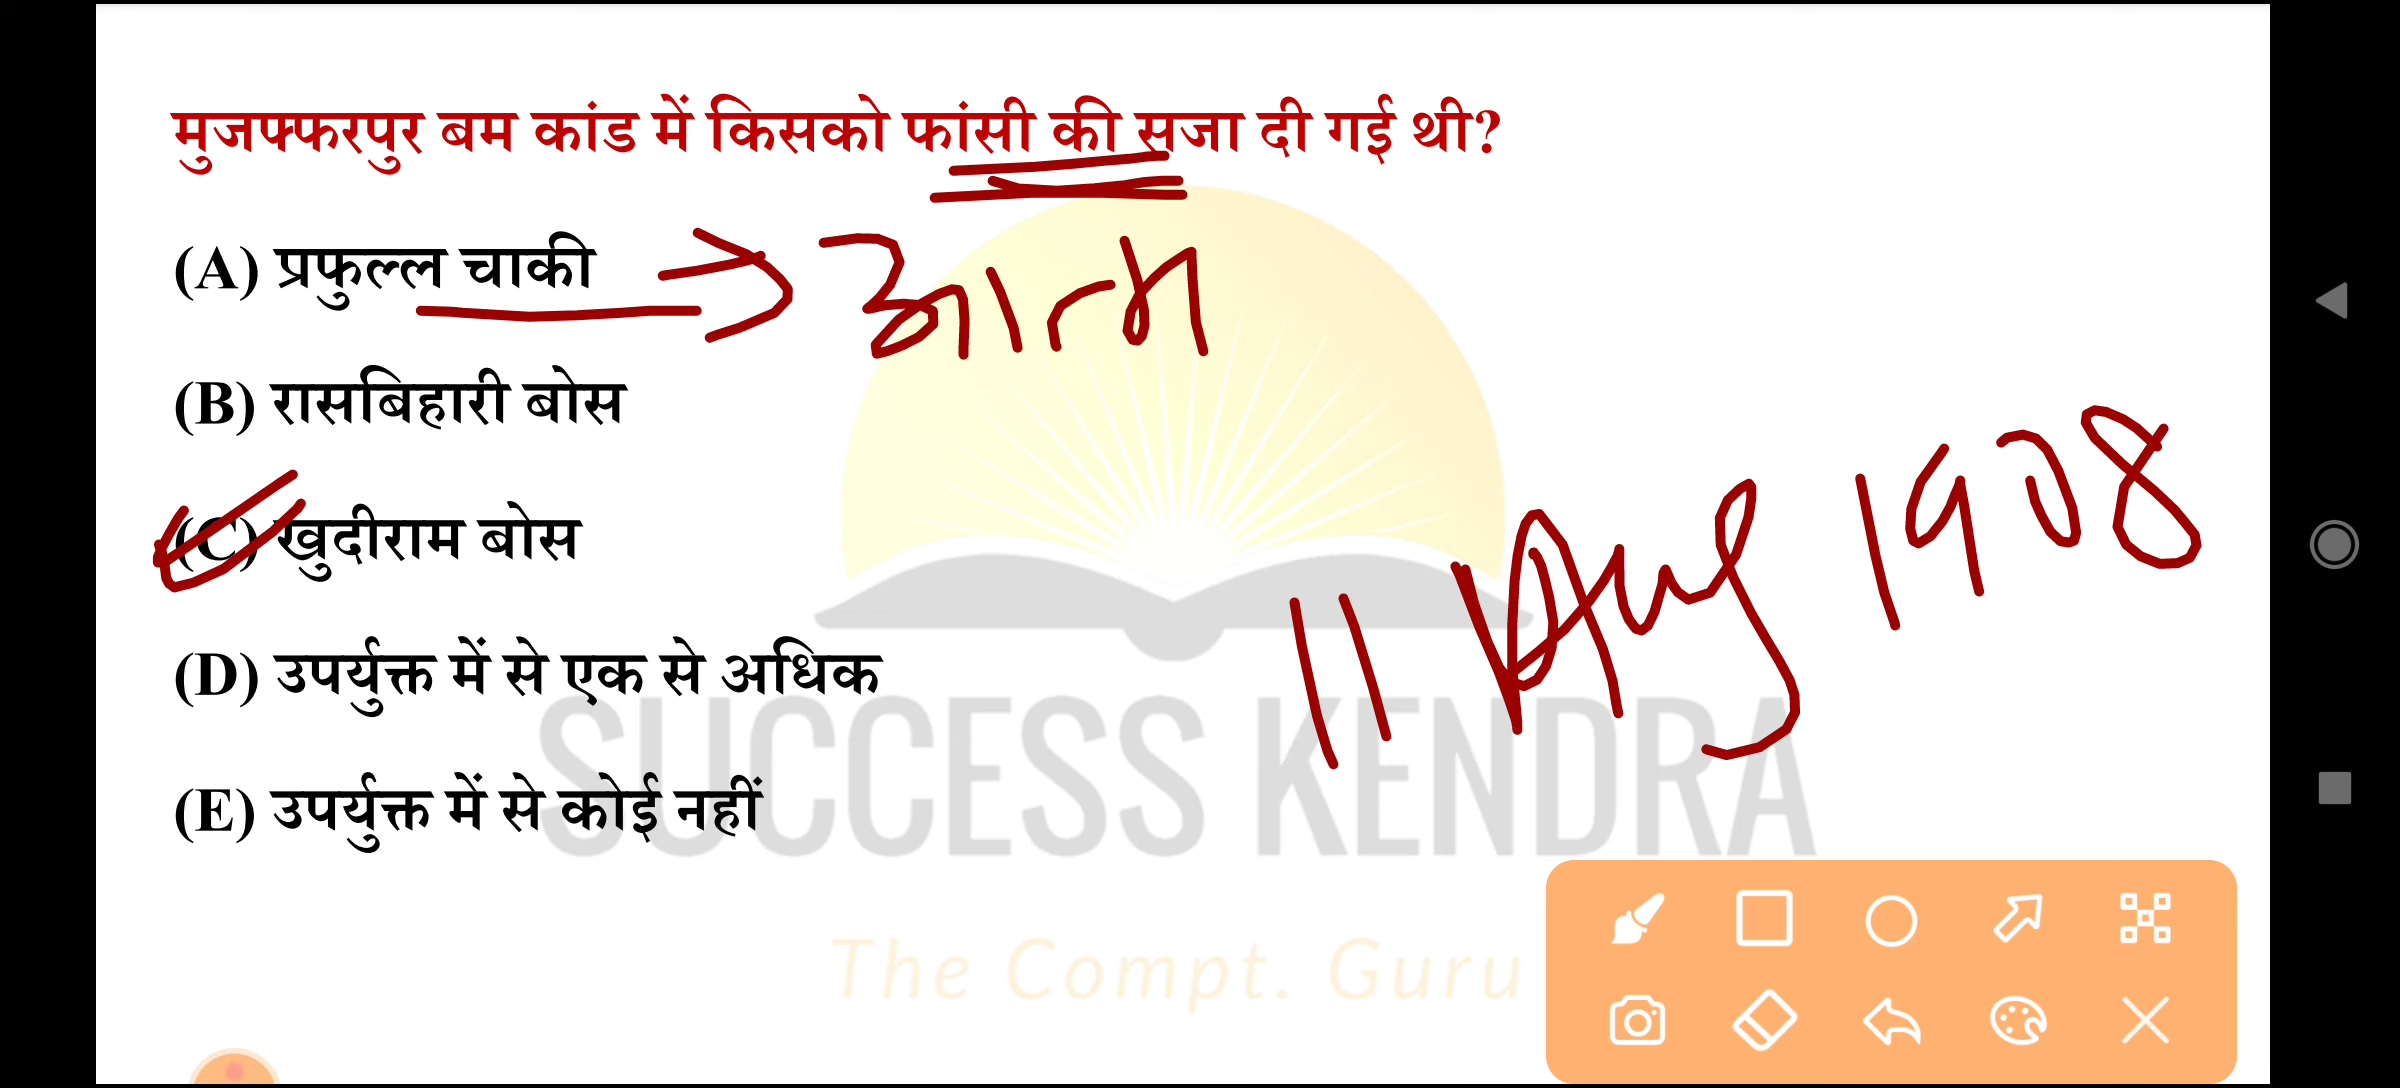 मुजफ्फरपुर बम कांड में किसको फांसी की सजा दी गई थी?
(A) प्रफुल्ल चाकी → आत्म
(B) रासबिहारी बोस
(C) खुदीराम बोस
11 Aug 1908
(D) उपर्युक्त में से एक से अधिक
(E) उपर्युक्त में से कोई नहीं
SUCCESS KENDRA
The Compt. Guru